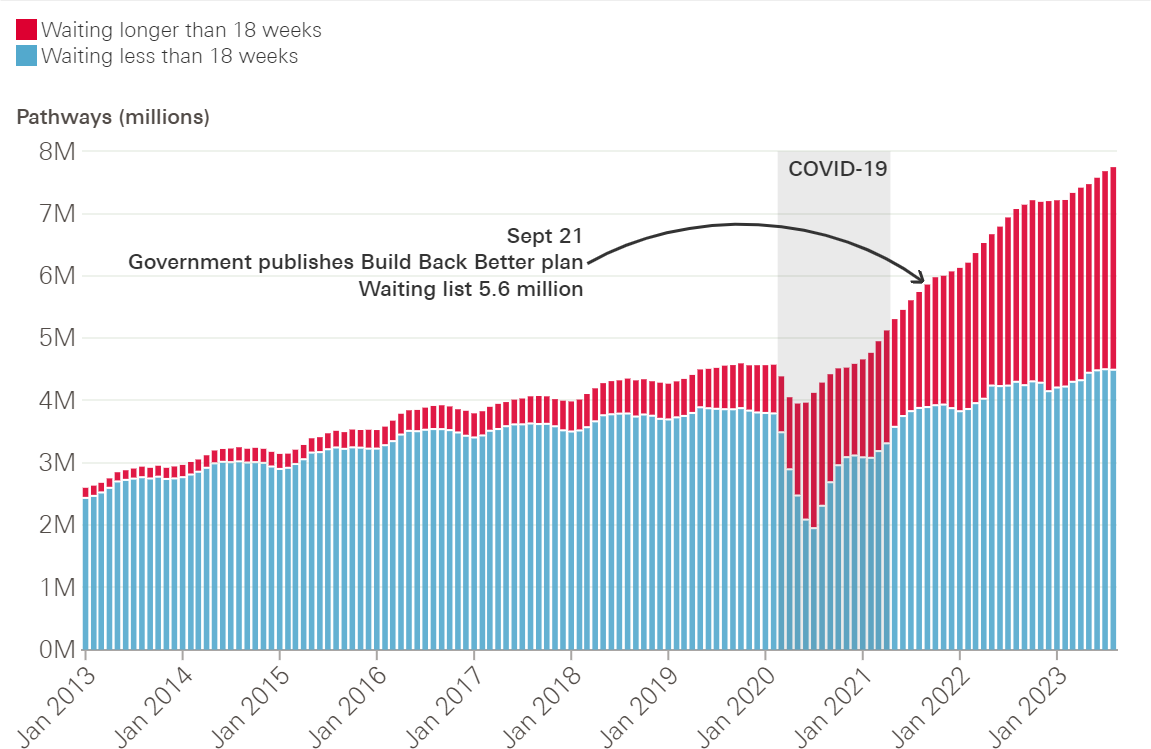 Waiting longer than 18 weeks
Waiting less than 18 weeks
Pathways (millions)
8M
COVID-19
7M
Sept 21
Government publishes Build Back Better plan
6M
Waiting list 5.6 million
5M
4M
3M
2M
1M
0M
Jan 2013
Jan 2014
Jan 2015
Jan 2016
Jan 2017
Jan 2018
Jan 2019
Jan 2020
Jan 2021
Jan 2022
Jan 2023